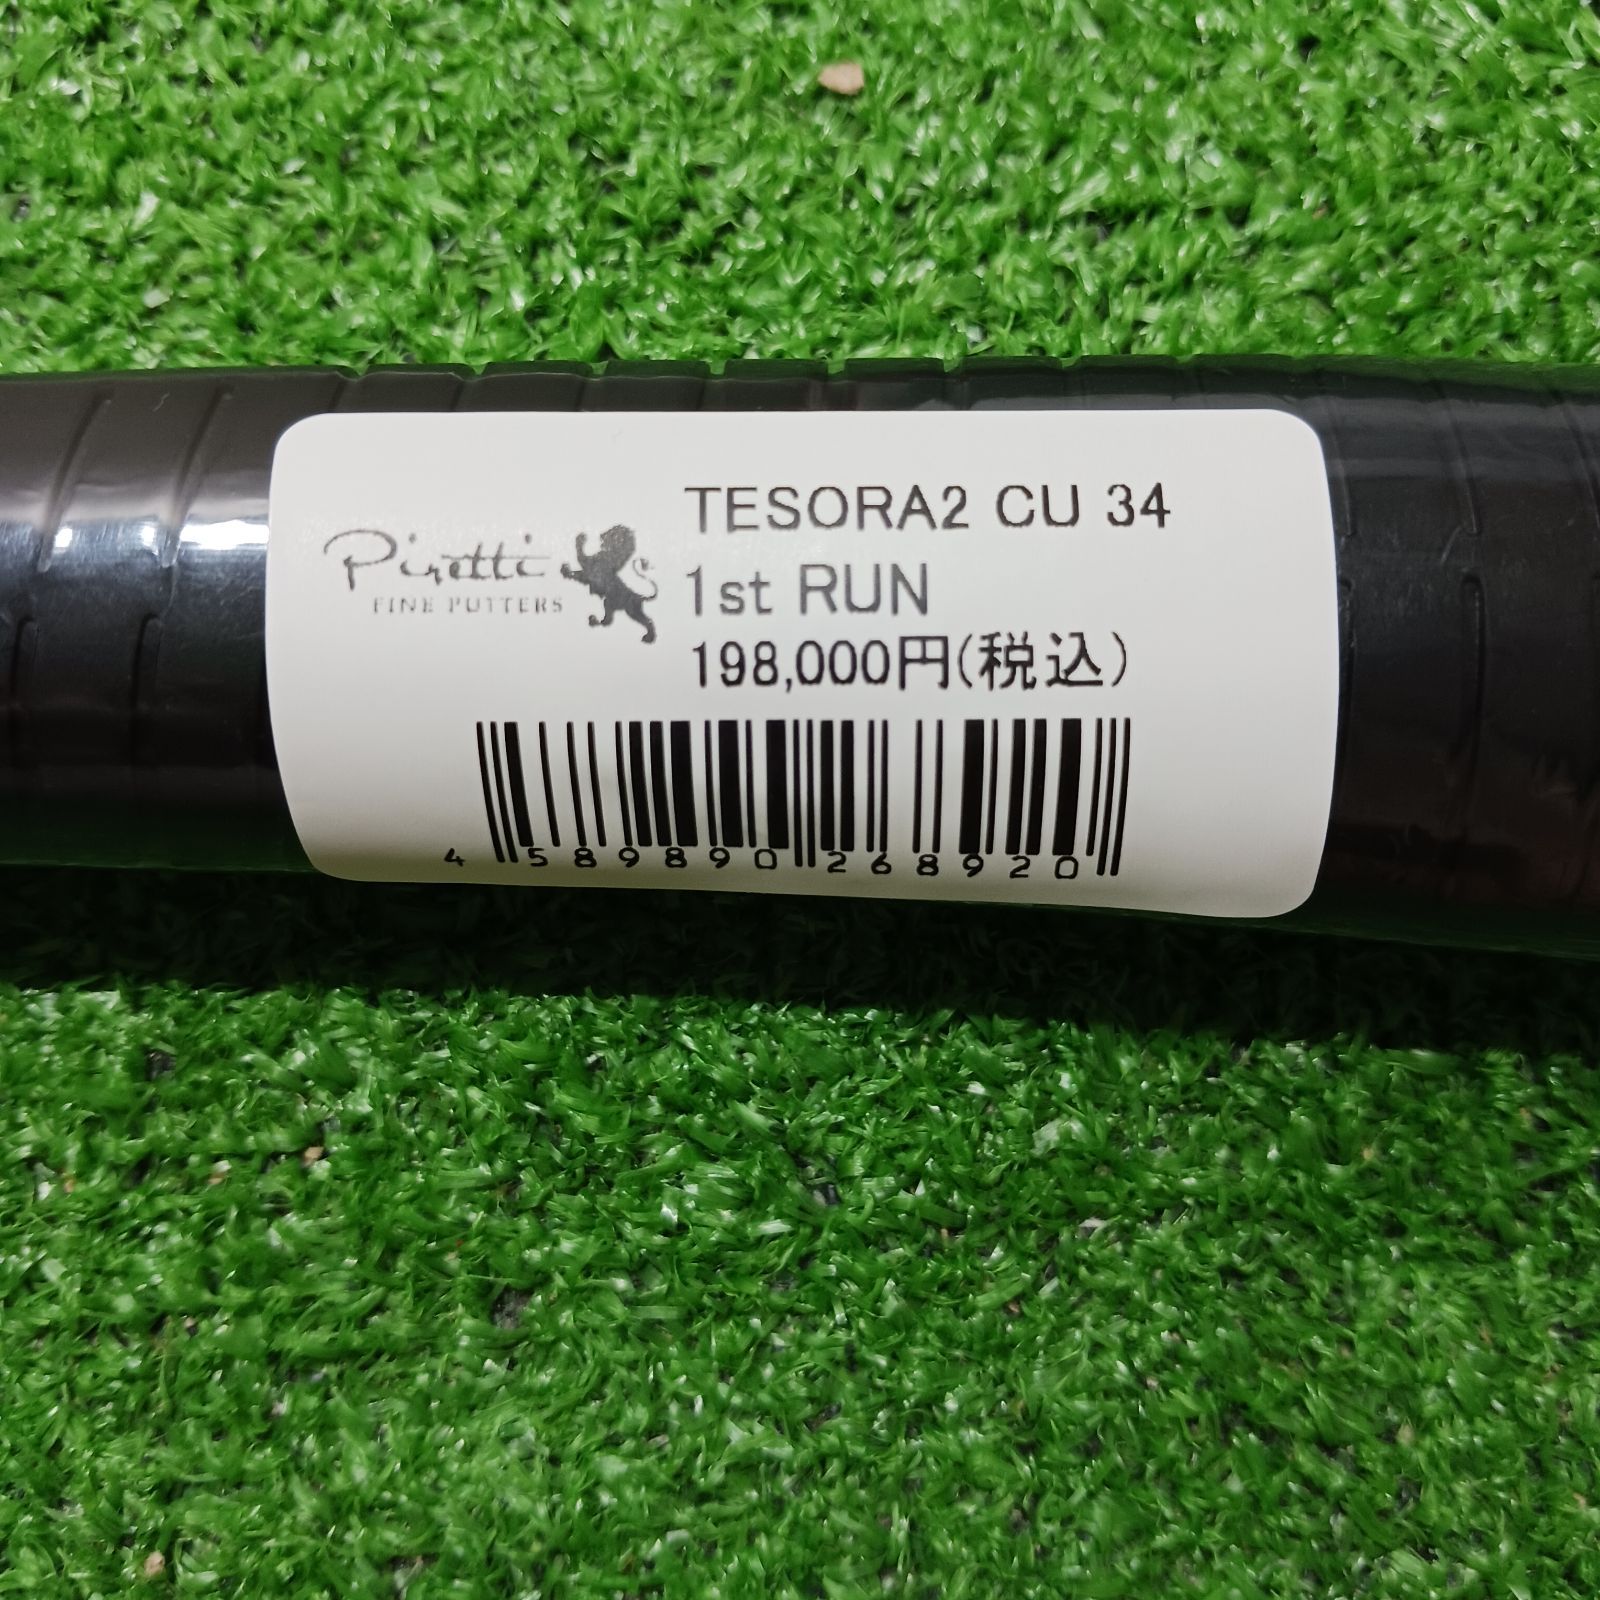 Piretti
FINE PUTTERS
TESORA2 CU 34
1st RUN
198,000円(税込)
4 589890 268920